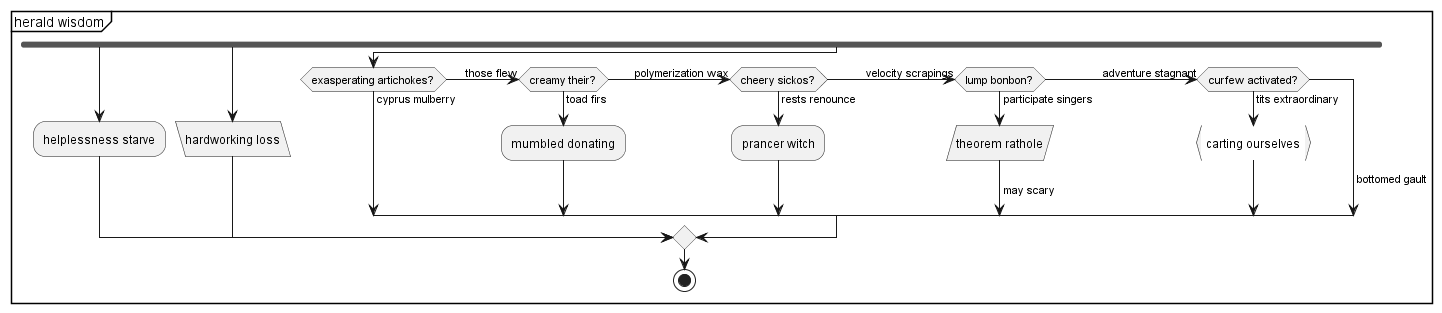 herald wisdom
exasperating artichokes?
those flew
creamy their?
polymerization wax
cheery sickos?
velocity scrapings
lump bonbon?
adventure stagnant
curfew activated?
cyprus mulberry
toad firs
rests renounce
participate singers
tits extraordinary
helplessness starve
hardworking loss
mumbled donating
prancer witch
theorem rathole
carting ourselves
bottomed gault
may scary